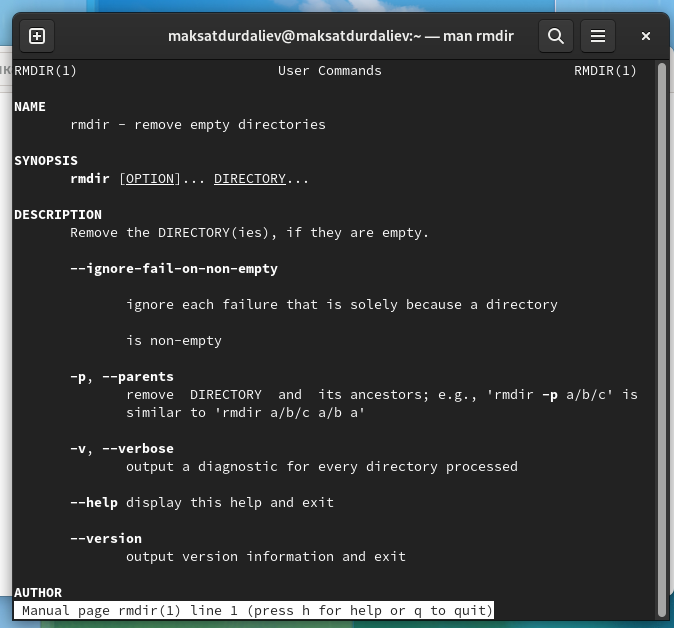 maksatdurdaliev@maksatdurdaliev:~ — man rmdir
RMDIR(1) User Commands RMDIR(1)
NAME
rmdir - remove empty directories
SYNOPSIS
rmdir [OPTION]... DIRECTORY...
DESCRIPTION
Remove the DIRECTORY(ies), if they are empty.
--ignore-fail-on-non-empty
ignore each failure that is solely because a directory
is non-empty
-p, --parents
remove DIRECTORY and its ancestors; e.g., 'rmdir -p a/b/c' is
similar to 'rmdir a/b/c a/b a'
-v, --verbose
output a diagnostic for every directory processed
--help display this help and exit
--version
output version information and exit
AUTHOR
Manual page rmdir(1) line 1 (press h for help or q to quit)